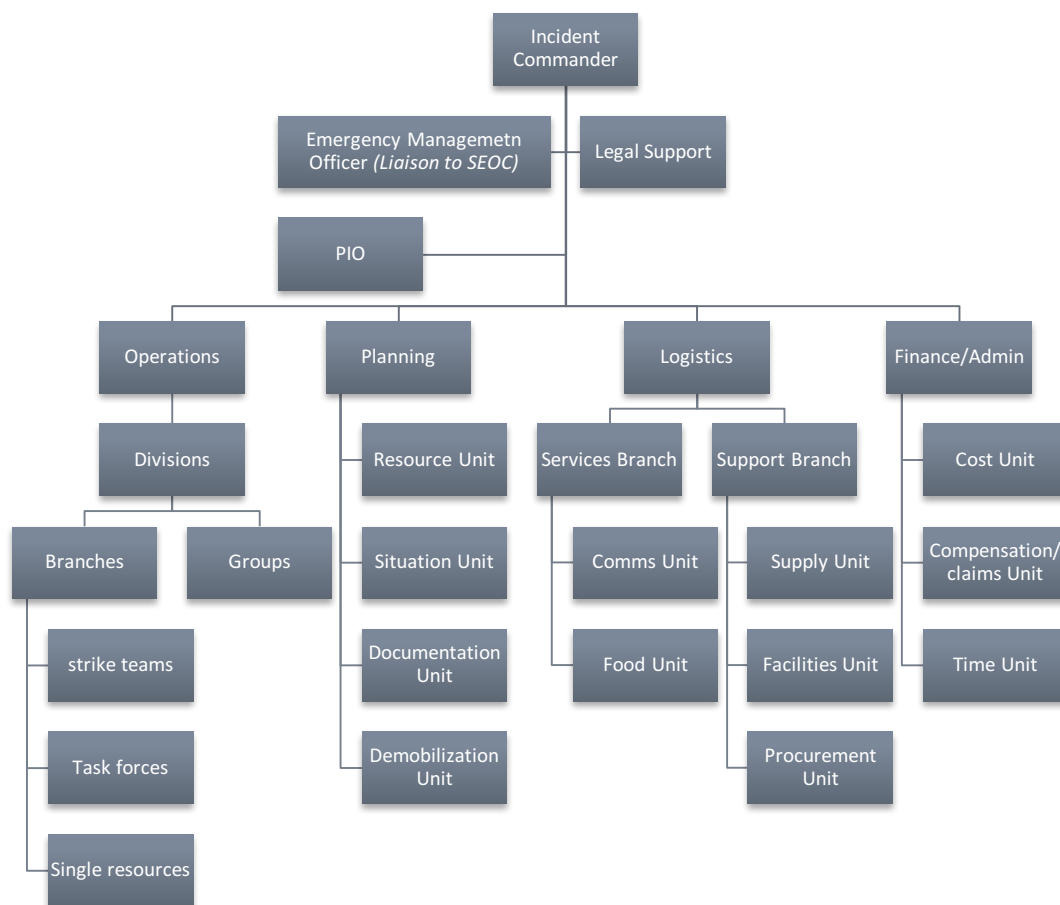 Incident
Commander
Emergency Managemetn
Officer (Liaison to SEOC)
Legal Support
PIO
Operations
Planning
Logistics
Finance/Admin
Divisions
Resource Unit
Services Branch
Support Branch
Cost Unit
Branches
Groups
Situation Unit
Comms Unit
Supply Unit
Compensation/
claims Unit
strike teams
Documentation
Unit
Food Unit
Facilities Unit
Time Unit
Task forces
Demobilization
Unit
Procurement
Unit
Single resources